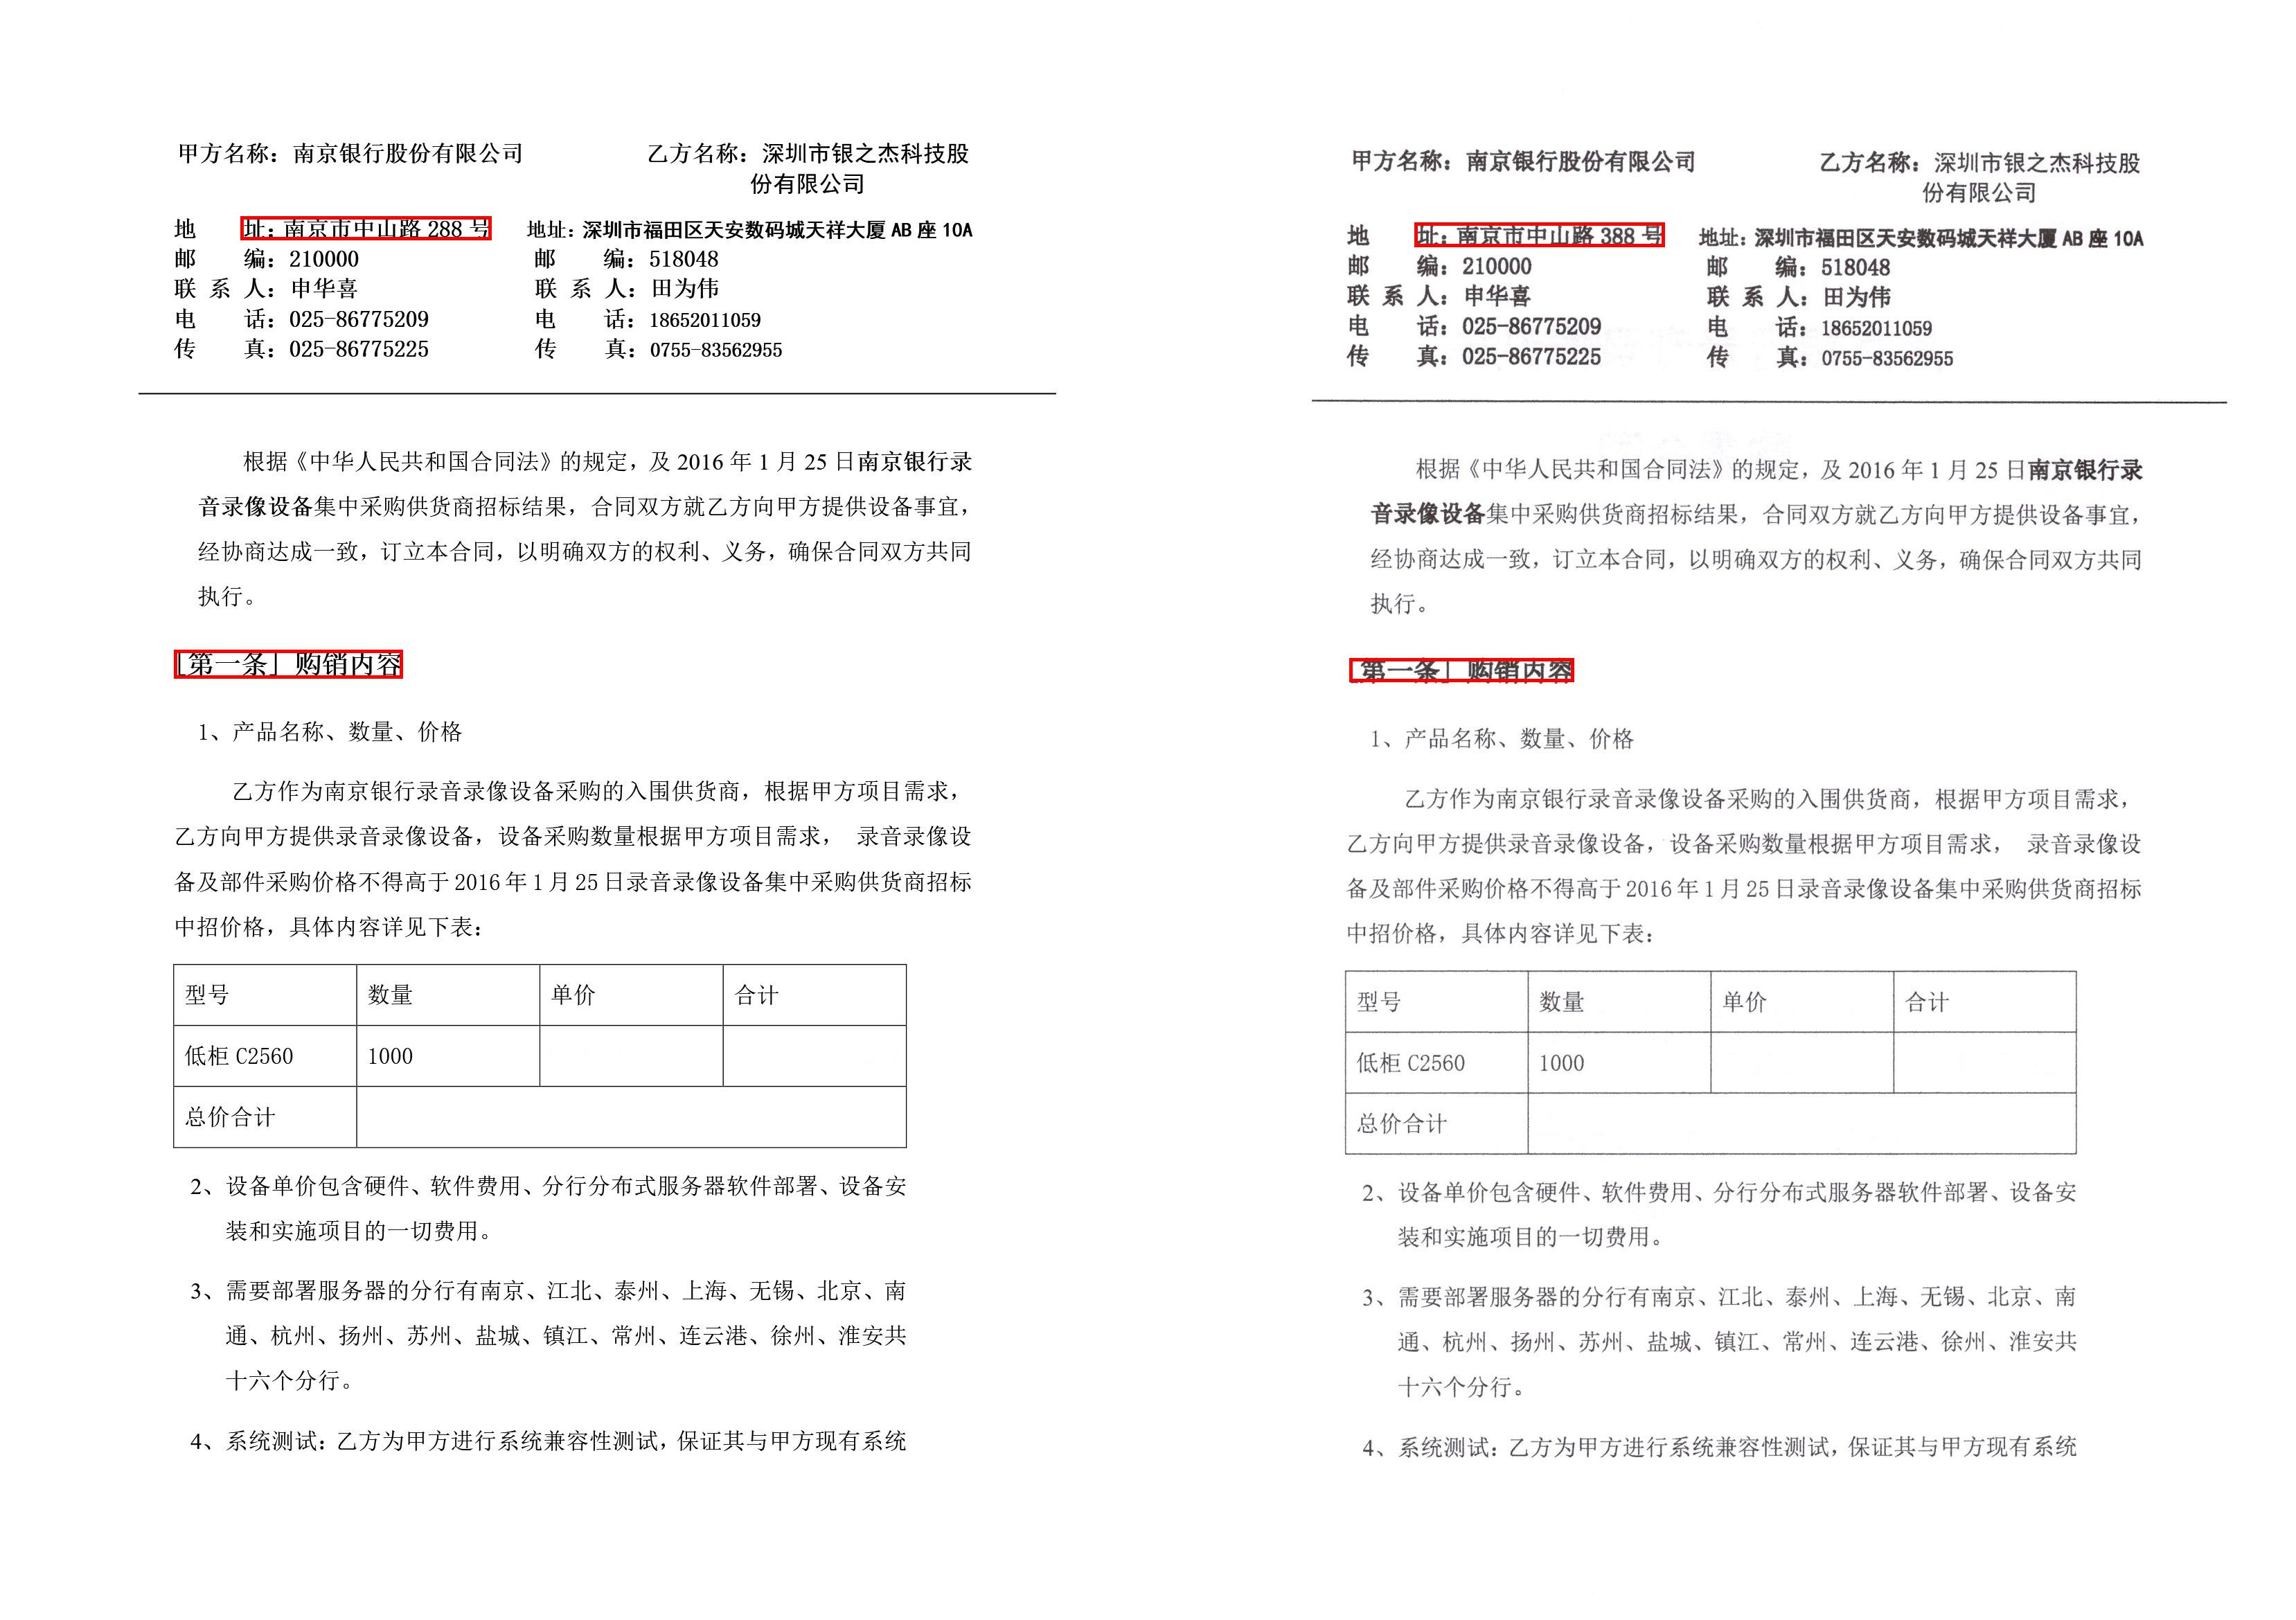 甲方名称：南京银行股份有限公司 乙方名称：深圳市银之杰科技股
份有限公司
地 址：南京市中山路 288 号 地址：深圳市福田区天安数码城天祥大厦 AB 座 10A
邮 编：210000 邮 编：518048
联 系 人：申华喜 联 系 人：田为伟
电 话：025-86775209 电 话：18652011059
传 真：025-86775225 传 真：0755-83562955
根据《中华人民共和国合同法》的规定，及 2016 年 1 月 25 日南京银行录
音录像设备集中采购供货商招标结果，合同双方就乙方向甲方提供设备事宜，
经协商达成一致，订立本合同，以明确双方的权利、义务，确保合同双方共同
执行。
[第一条] 购销内容
1、产品名称、数量、价格
乙方作为南京银行录音录像设备采购的入围供货商，根据甲方项目需求，
乙方向甲方提供录音录像设备，设备采购数量根据甲方项目需求， 录音录像设
备及部件采购价格不得高于 2016 年 1 月 25 日录音录像设备集中采购供货商招标
中招价格，具体内容详见下表：
型号 数量 单价 合计
低柜 C2560 1000
总价合计
2、设备单价包含硬件、软件费用、分行分布式服务器软件部署、设备安
装和实施项目的一切费用。
3、需要部署服务器的分行有南京、江北、泰州、上海、无锡、北京、南
通、杭州、扬州、苏州、盐城、镇江、常州、连云港、徐州、淮安共
十六个分行。
4、系统测试：乙方为甲方进行系统兼容性测试，保证其与甲方现有系统
甲方名称：南京银行股份有限公司 乙方名称：深圳市银之杰科技股
份有限公司
地 址：南京市中山路 388 号 地址：深圳市福田区天安数码城天祥大厦 AB 座 10A
邮 编：210000 邮 编：518048
联 系 人：申华喜 联 系 人：田为伟
电 话：025-86775209 电 话：18652011059
传 真：025-86775225 传 真：0755-83562955
根据《中华人民共和国合同法》的规定，及 2016 年 1 月 25 日南京银行录
音录像设备集中采购供货商招标结果，合同双方就乙方向甲方提供设备事宜，
经协商达成一致，订立本合同，以明确双方的权利、义务，确保合同双方共同
执行。
[第一条] 购销内容
1、产品名称、数量、价格
乙方作为南京银行录音录像设备采购的入围供货商，根据甲方项目需求，
乙方向甲方提供录音录像设备，设备采购数量根据甲方项目需求， 录音录像设
备及部件采购价格不得高于 2016 年 1 月 25 日录音录像设备集中采购供货商招标
中招价格，具体内容详见下表：
型号 数量 单价 合计
低柜 C2560 1000
总价合计
2、设备单价包含硬件、软件费用、分行分布式服务器软件部署、设备安
装和实施项目的一切费用。
3、需要部署服务器的分行有南京、江北、泰州、上海、无锡、北京、南
通、杭州、扬州、苏州、盐城、镇江、常州、连云港、徐州、淮安共
十六个分行。
4、系统测试：乙方为甲方进行系统兼容性测试，保证其与甲方现有系统